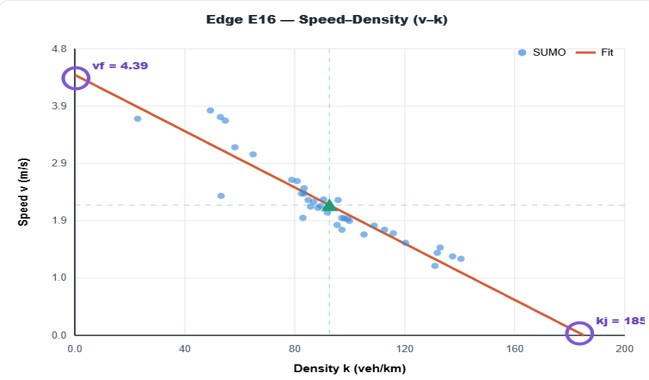 Edge E16 — Speed–Density (v–k)
4.8
vf = 4.39
SUMO
Fit
3.9
2.9
1.9
1.0
0.0
Speed v (m/s)
kj = 185
0.0
40
80
120
160
200
Density k (veh/km)